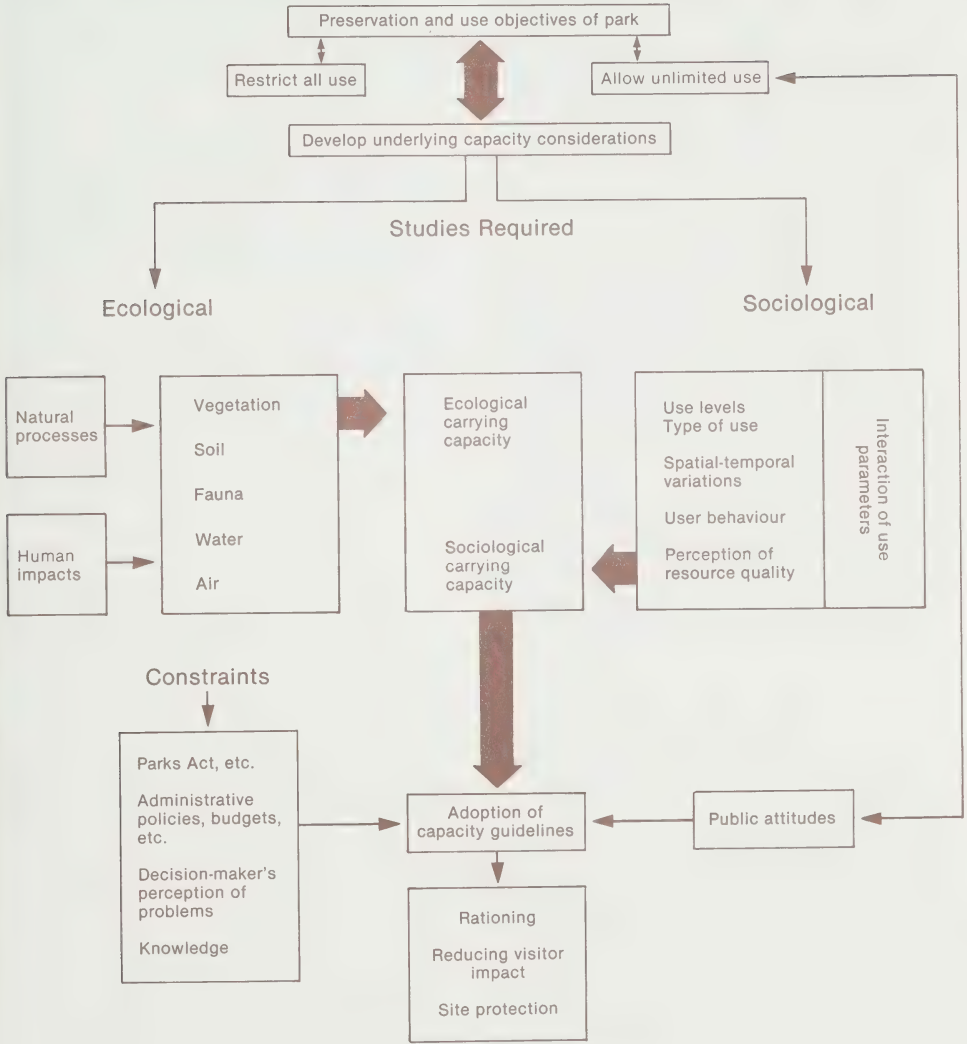 Preservation and use objectives of park
Restrict all use
Allow unlimited use
Develop underlying capacity considerations
Studies Required
Ecological
Sociological
Natural
processes
Human
impacts
Vegetation
Soil
Fauna
Water
Air
Ecological
carrying
capacity
Sociological
carrying
capacity
Use levels
Type of use
Spatial-temporal
variations
User behaviour
Perception of
resource quality
Interaction of use
parameters
Constraints
Parks Act, etc.
Administrative
policies, budgets,
etc.
Decision-maker's
perception of
problems
Knowledge
Adoption of
capacity guidelines
Public attitudes
Rationing
Reducing visitor
impact
Site protection